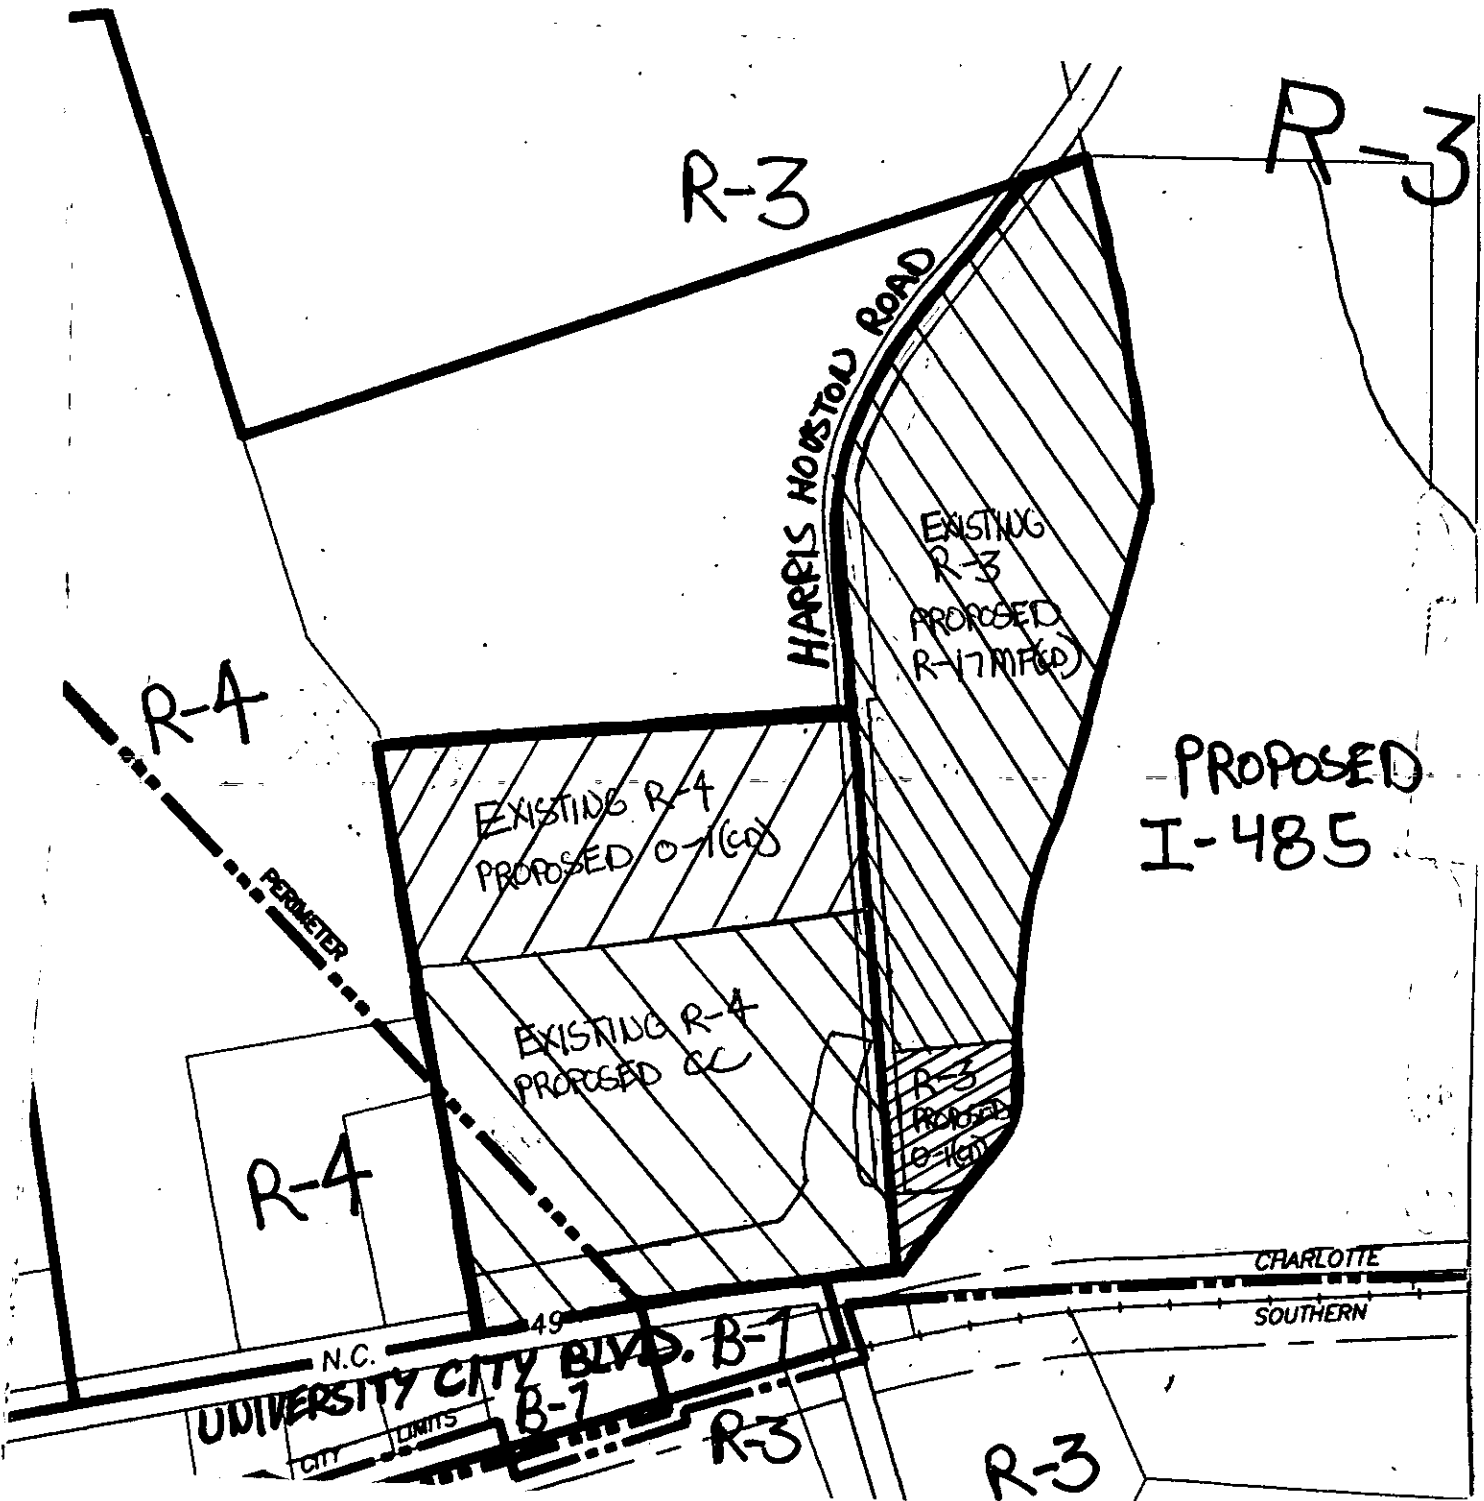 R-3
R-3
HARRIS HOUSTON ROAD
EXISTING
R-3
PROPOSED
R-17MF(CD)
R-4
PROPOSED
I-485
EXISTING R-4
PROPOSED O-1(CD)
PERIMETER
EXISTING R-4
PROPOSED CC
R-3
PROPOSED
O-1(CD)
R-4
CHARLOTTE
SOUTHERN
N.C. 49
UNIVERSITY CITY BLVD.
B-1
B-1
CITY LIMITS
R-3
R-3